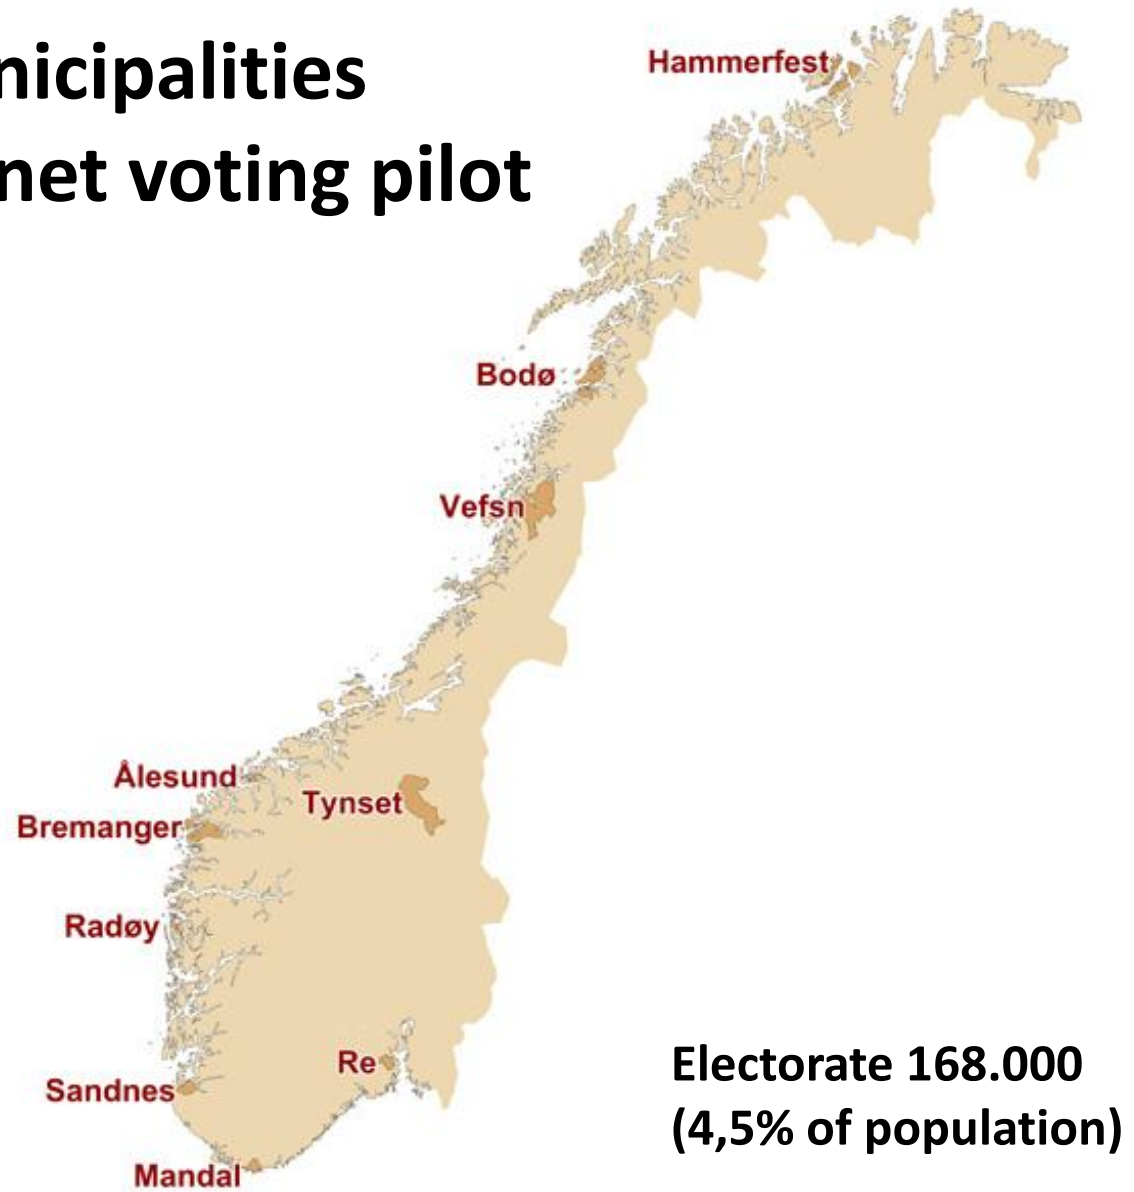 nicipalities
net voting pilot
Hammerfest
Bodø
Vefsn
Ålesund
Tynset
Bremanger
Radøy
Re
Sandnes
Mandal
Electorate 168.000
(4,5% of population)